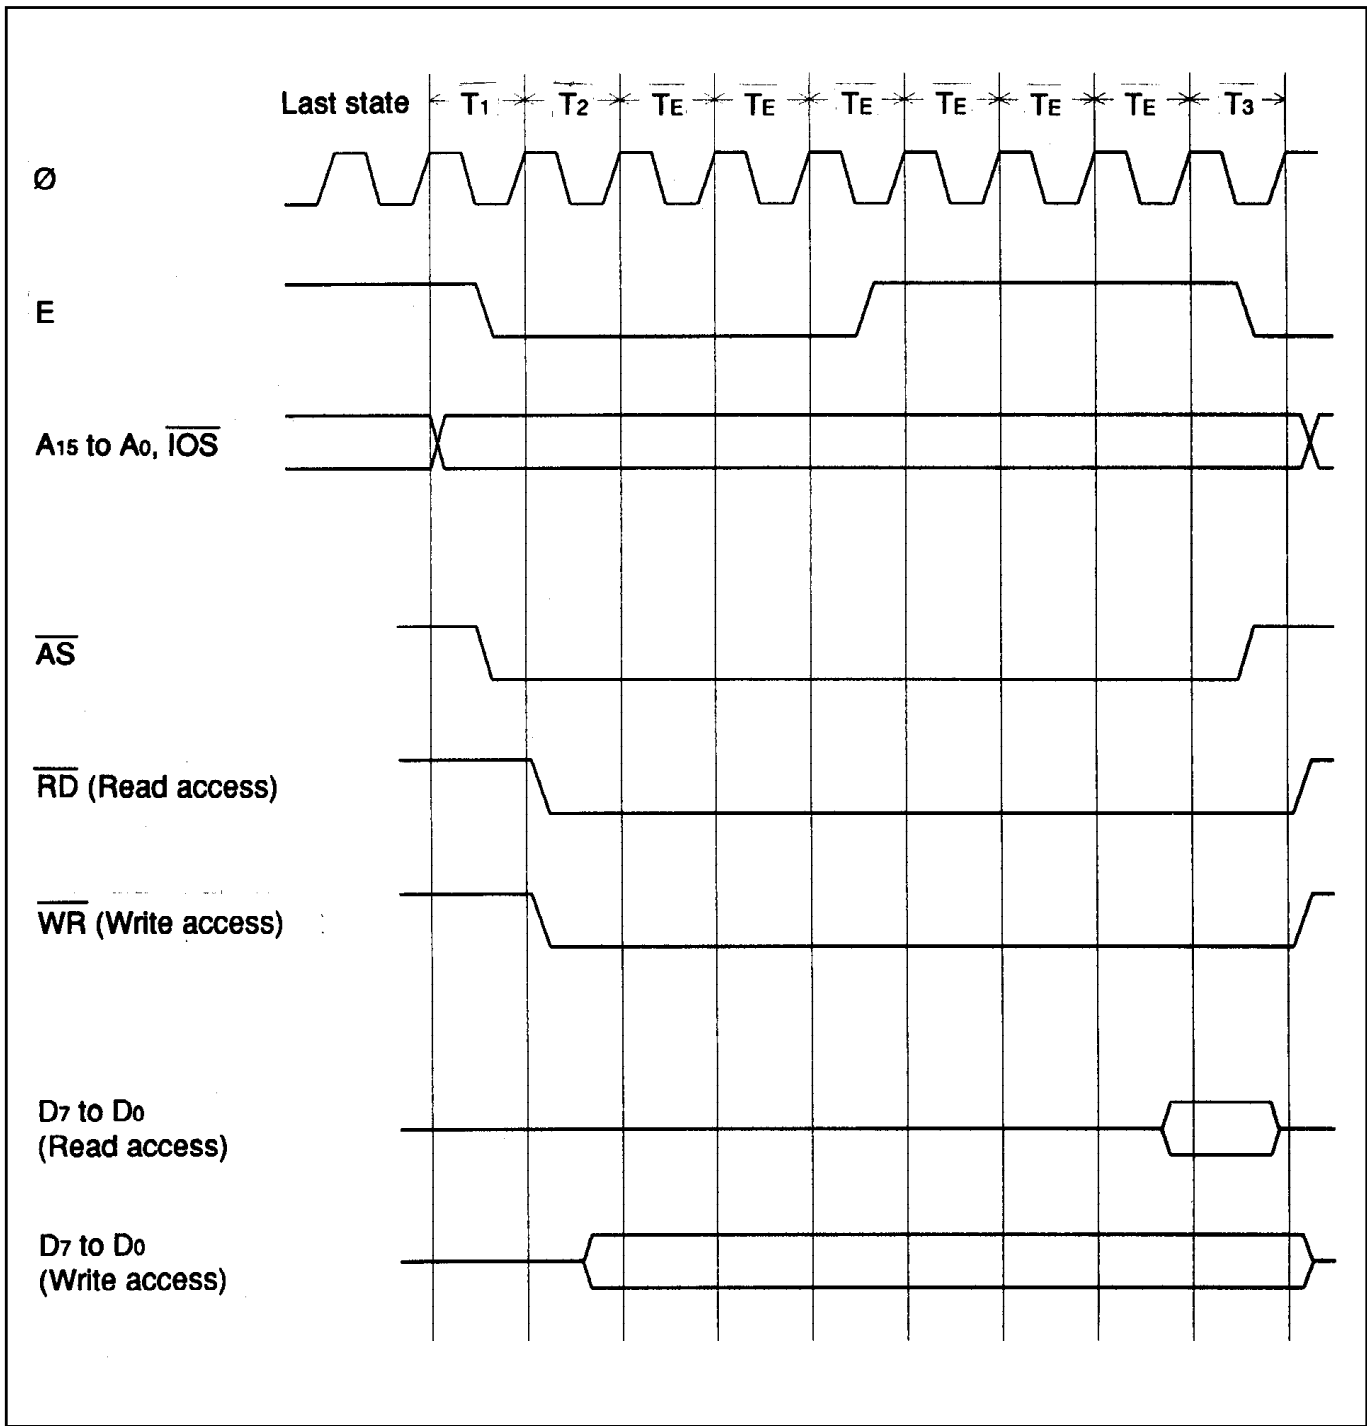 Last state T1 T2 TE TE TE TE TE TE T3
Ø
E
A15 to A0, IOS
AS
RD (Read access)
WR (Write access)
D7 to D0
(Read access)
D7 to D0
(Write access)